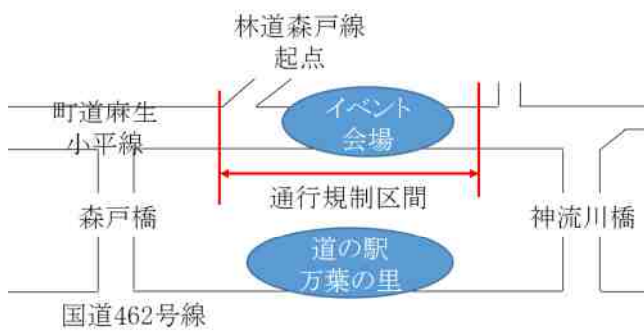 林道森戸線
起点
町道麻生
小平線
イベント
会場
通行規制区間
森戸橋
神流川橋
道の駅
万葉の里
国道462号線